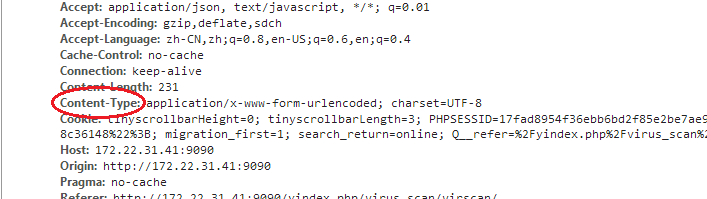 Accept: application/json, text/javascript, */*; q=0.01
Accept-Encoding: gzip,deflate,sdch
Accept-Language: zh-CN,zh;q=0.8,en-US;q=0.6,en;q=0.4
Cache-Control: no-cache
Connection: keep-alive
Content-Length: 231
Content-Type: application/x-www-form-urlencoded; charset=UTF-8
Cookie: tinyscrollbarHeight=0; tinyscrollbarLength=3; PHPSESSID=17fad8954f36ebb6bd2f85e2be7ae9
8c36148%22%3B; migration_first=1; search_return=online; Q__refer=%2Fyindex.php%2Fvirus_scan%2
Host: 172.22.31.41:9090
Origin: http://172.22.31.41:9090
Pragma: no-cache
Referer: http://172.22.31.41:9090/yindex.php/virus_scan/virscan/